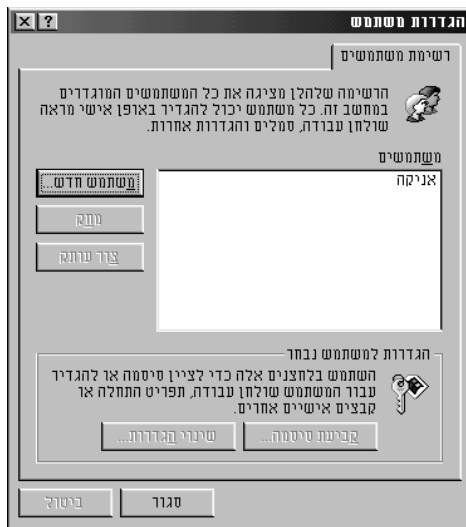 הגדרות משתמש
רשימת משתמשים
הרשימה שלהלן מציגה את כל המשתמשים המוגדרים
במחשב זה. כל משתמש יכול להגדיר באופן אישי מראה
שולחן עבודה, סמלים והגדרות אחרות.
משתמשים
אניקה
משתמש חדש...
מחק
צור עותק
הגדרות למשתמש נבחר
השתמש בלחצנים אלה כדי לציין סיסמה או להגדיר
עבור המשתמש שולחן עבודה, תפריט התחלה או
קבצים אישיים אחרים.
קביעת סיסמה...
שינוי הגדרות...
סגור
ביטול